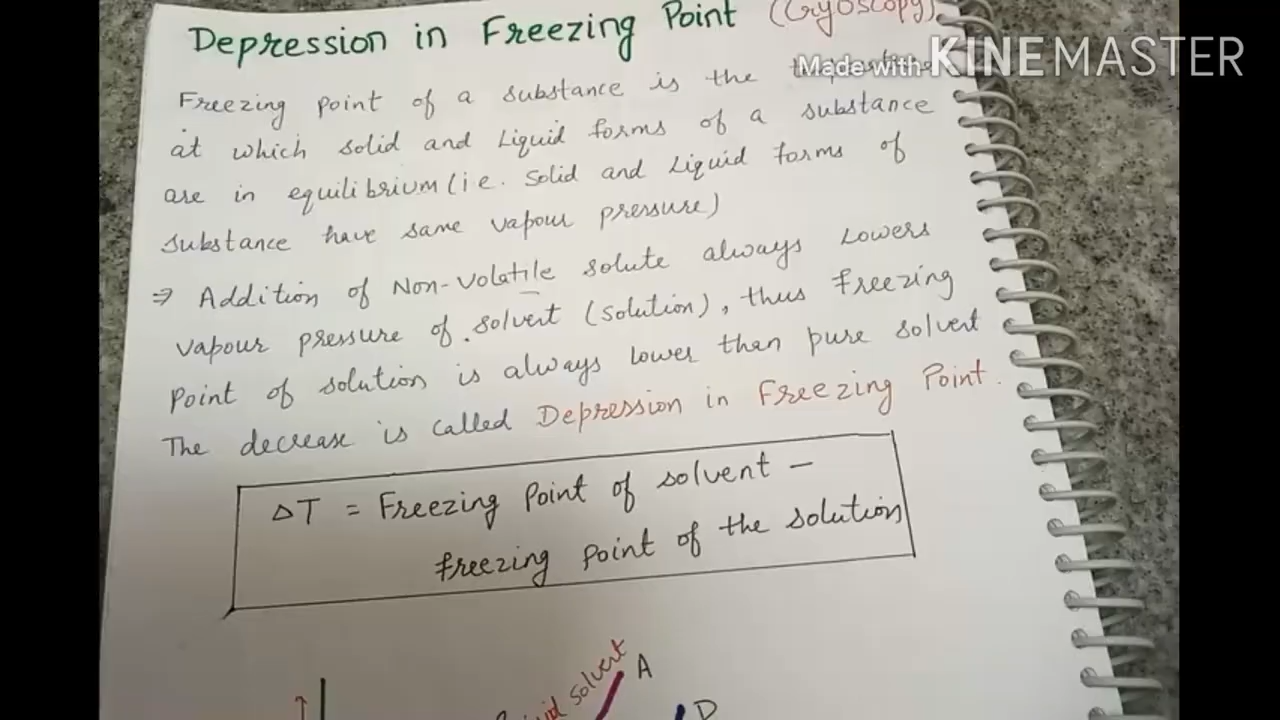 Depression in Freezing Point (Cryoscopy)
Made with KINEMASTER
Freezing point of a substance is the
at which solid and Liquid forms of a substance
are in equilibrium (i.e. Solid and Liquid forms of
substance have same vapour pressure)
⇒ Addition of Non-Volatile solute always Lowers
vapour pressure of solvent (solution), thus freezing
point of solution is always lower than pure solvent
The decrease is called Depression in Freezing Point.
ΔT = Freezing Point of solvent –
freezing point of the solution
solvent A
D